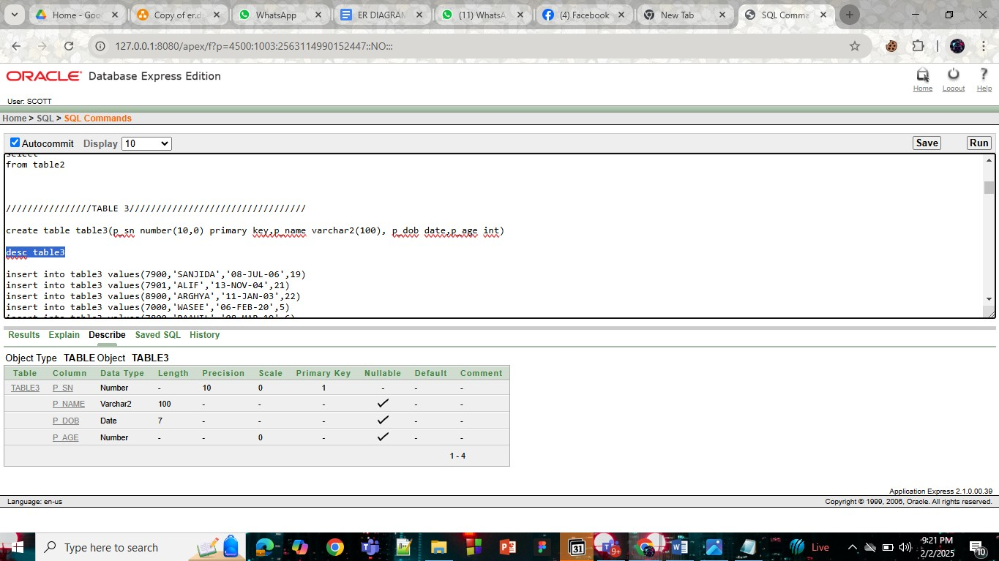 Home - Goo
Copy of er.d
WhatsApp
ER DIAGRAM
(11) WhatsA
(4) Facebook
New Tab
SQL Comma
127.0.0.1:8080/apex/f?p=4500:1003:2563114990152447::NO:::
ORACLE Database Express Edition
Home Logout Help
User: SCOTT
Home > SQL > SQL Commands
Autocommit Display 10 Save Run
select
from table2
////////////////TABLE 3/////////////////////////////////
create table table3(p_sn number(10,0) primary key,p_name varchar2(100), p_dob date,p_age int)
desc table3
insert into table3 values(7900,'SANJIDA','08-JUL-06',19)
insert into table3 values(7901,'ALIF','13-NOV-04',21)
insert into table3 values(8900,'ARGHYA','11-JAN-03',22)
insert into table3 values(7000,'WASEE','06-FEB-20',5)
Results Explain Describe Saved SQL History
Object Type TABLE Object TABLE3
Table Column Data Type Length Precision Scale Primary Key Nullable Default Comment
TABLE3 P_SN Number - 10 0 1 - - -
P_NAME Varchar2 100 - - - ✓ - -
P_DOB Date 7 - - - ✓ - -
P_AGE Number - - 0 - ✓ - -
1 - 4
Application Express 2.1.0.00.39
Language: en-us Copyright © 1999, 2006, Oracle. All rights reserved.
Type here to search
31
9+
Live
9:21 PM
2/2/2025
10